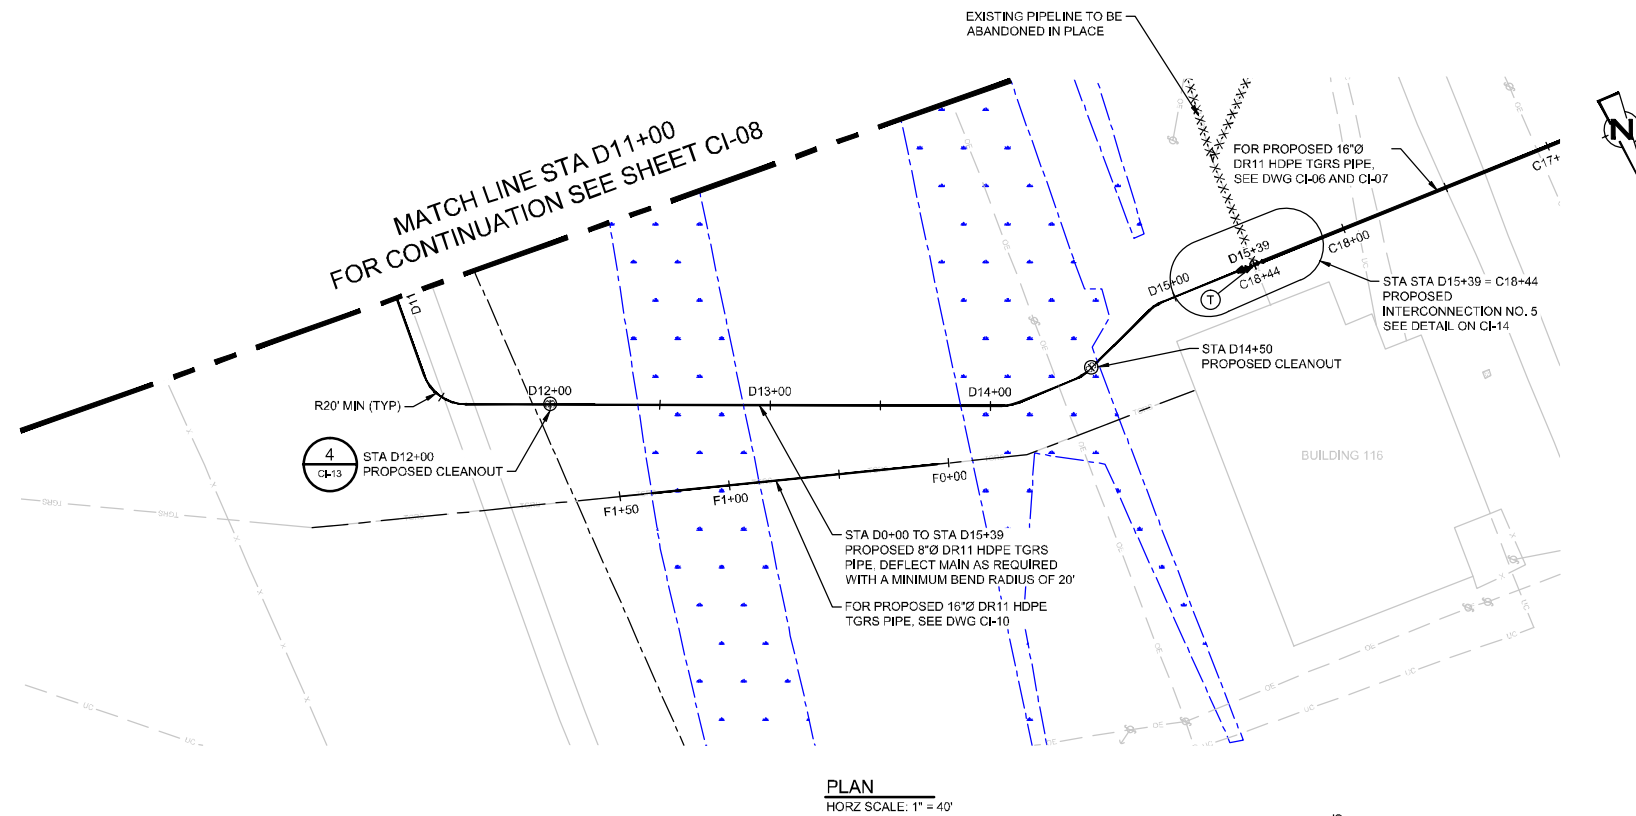 EXISTING PIPELINE TO BE
ABANDONED IN PLACE
MATCH LINE STA D11+00
FOR CONTINUATION SEE SHEET CI-08
FOR PROPOSED 16"Ø
DR11 HDPE TGRS PIPE,
SEE DWG CI-06 AND CI-07
N
C17+
C18+00
D15+39
C18+44
D15+00
T
STA STA D15+39 = C18+44
PROPOSED
INTERCONNECTION NO. 5
SEE DETAIL ON CI-14
STA D14+50
PROPOSED CLEANOUT
D11
R20' MIN (TYP)
D12+00
D13+00
D14+00
4
CI-13
STA D12+00
PROPOSED CLEANOUT
BUILDING 116
F1+50
F1+00
F0+00
TGRS
TGRS
STA D0+00 TO STA D15+39
PROPOSED 8"Ø DR11 HDPE TGRS
PIPE, DEFLECT MAIN AS REQUIRED
WITH A MINIMUM BEND RADIUS OF 20'
FOR PROPOSED 16"Ø DR11 HDPE
TGRS PIPE, SEE DWG CI-10
PLAN
HORZ SCALE: 1" = 40'